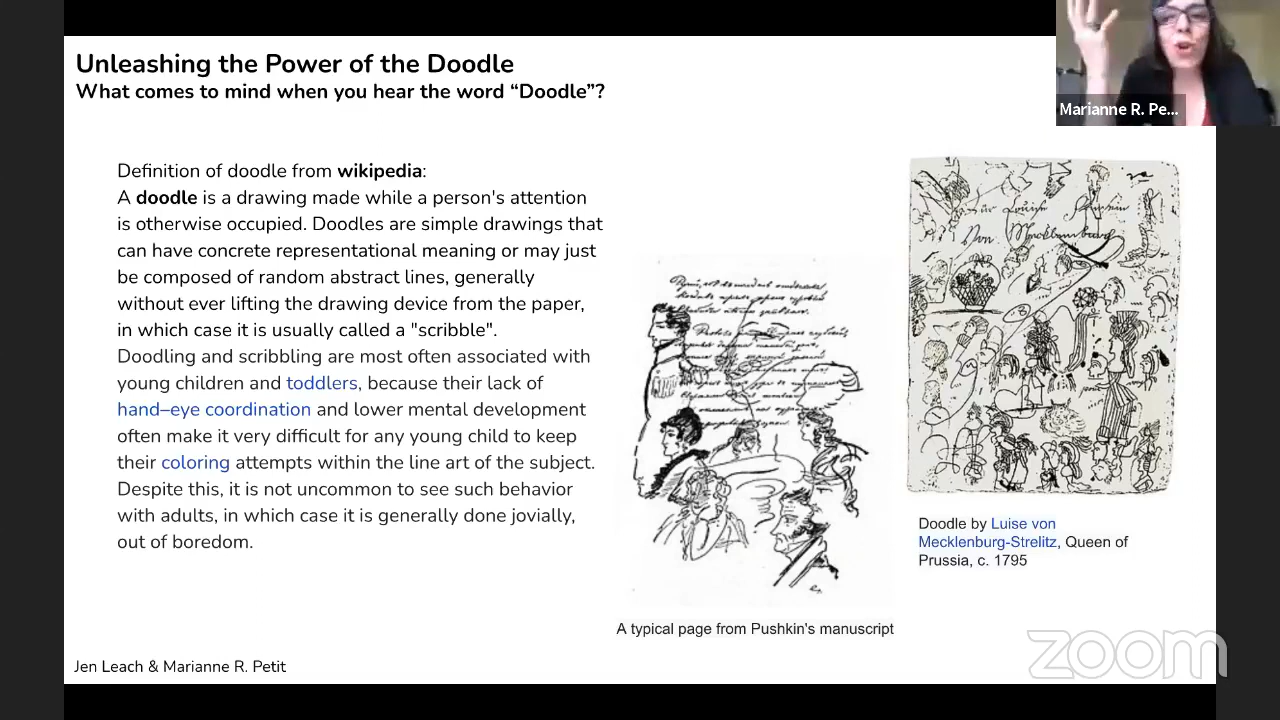 Unleashing the Power of the Doodle
What comes to mind when you hear the word “Doodle”?
Marianne R. Pe...
Definition of doodle from wikipedia:
A doodle is a drawing made while a person's attention
is otherwise occupied. Doodles are simple drawings that
can have concrete representational meaning or may just
be composed of random abstract lines, generally
without ever lifting the drawing device from the paper,
in which case it is usually called a "scribble".
Doodling and scribbling are most often associated with
young children and toddlers, because their lack of
hand–eye coordination and lower mental development
often make it very difficult for any young child to keep
their coloring attempts within the line art of the subject.
Despite this, it is not uncommon to see such behavior
with adults, in which case it is generally done jovially,
out of boredom.
A typical page from Pushkin's manuscript
Doodle by Luise von
Mecklenburg-Strelitz, Queen of
Prussia, c. 1795
Jen Leach & Marianne R. Petit
zoom